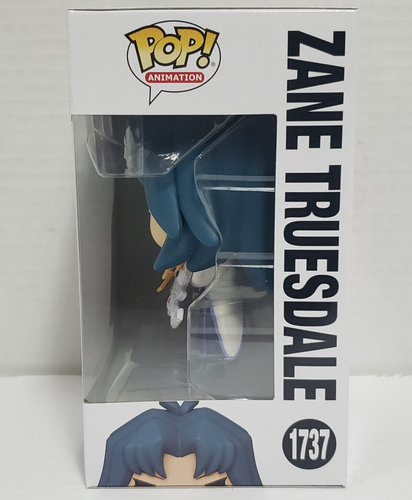 POP!
ANIMATION
ZANE TRUESDALE
1737